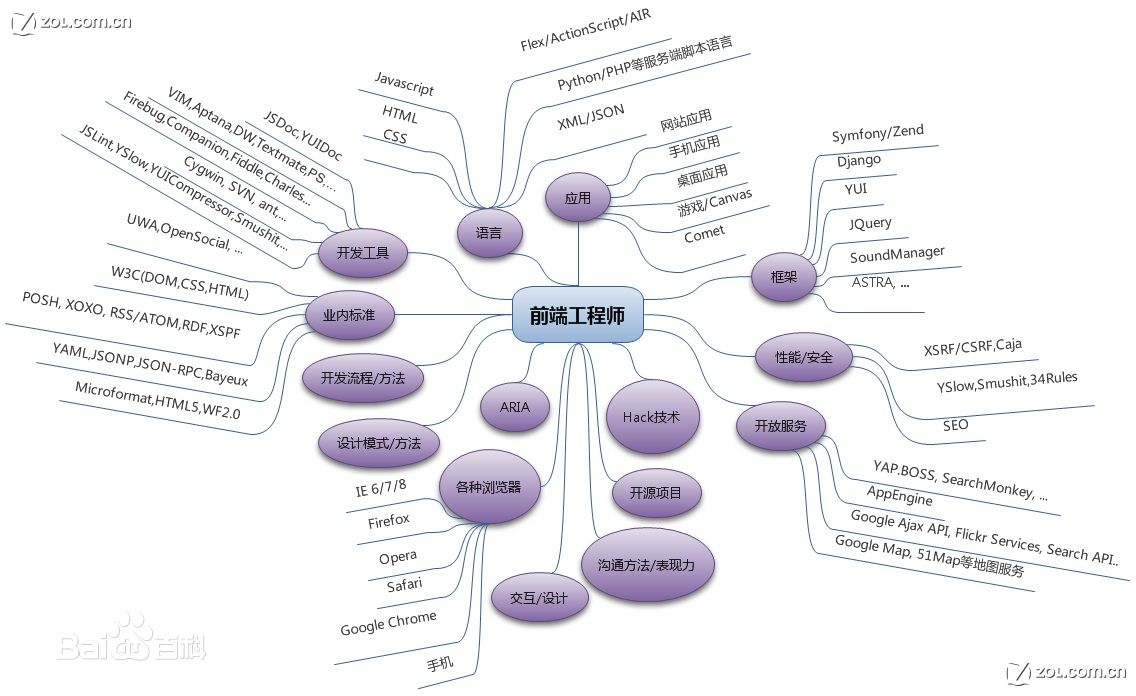 ZOL.COM.CN
Flex/ActionScript/AIR
Python/PHP等服务端脚本语言
XML/JSON
Javascript
HTML
CSS
语言
网站应用
手机应用
桌面应用
游戏/Canvas
Comet
应用
Symfony/Zend
Django
YUI
JQuery
SoundManager
ASTRA, ...
框架
JSDoc,YUIDoc
VIM,Aptana,DW,Textmate,PS,...
Firebug,Companion,Fiddle,Charles...
Cygwin, SVN, ant,...
JSLint,YSlow,YUICompressor,Smushit,...
开发工具
UWA,OpenSocial, ...
W3C(DOM,CSS,HTML)
POSH, XOXO, RSS/ATOM,RDF,XSPF
YAML,JSONP,JSON-RPC,Bayeux
Microformat,HTML5,WF2.0
业内标准
前端工程师
开发流程/方法
设计模式/方法
ARIA
Hack技术
性能/安全
XSRF/CSRF,Caja
YSlow,Smushit,34Rules
SEO
开放服务
YAP.BOSS, SearchMonkey, ...
AppEngine
Google Ajax API, Flickr Services, Search API..
Google Map, 51Map等地图服务
各种浏览器
IE 6/7/8
Firefox
Opera
Safari
Google Chrome
手机
开源项目
沟通方法/表现力
交互/设计
Bai百科
ZOL.COM.CN